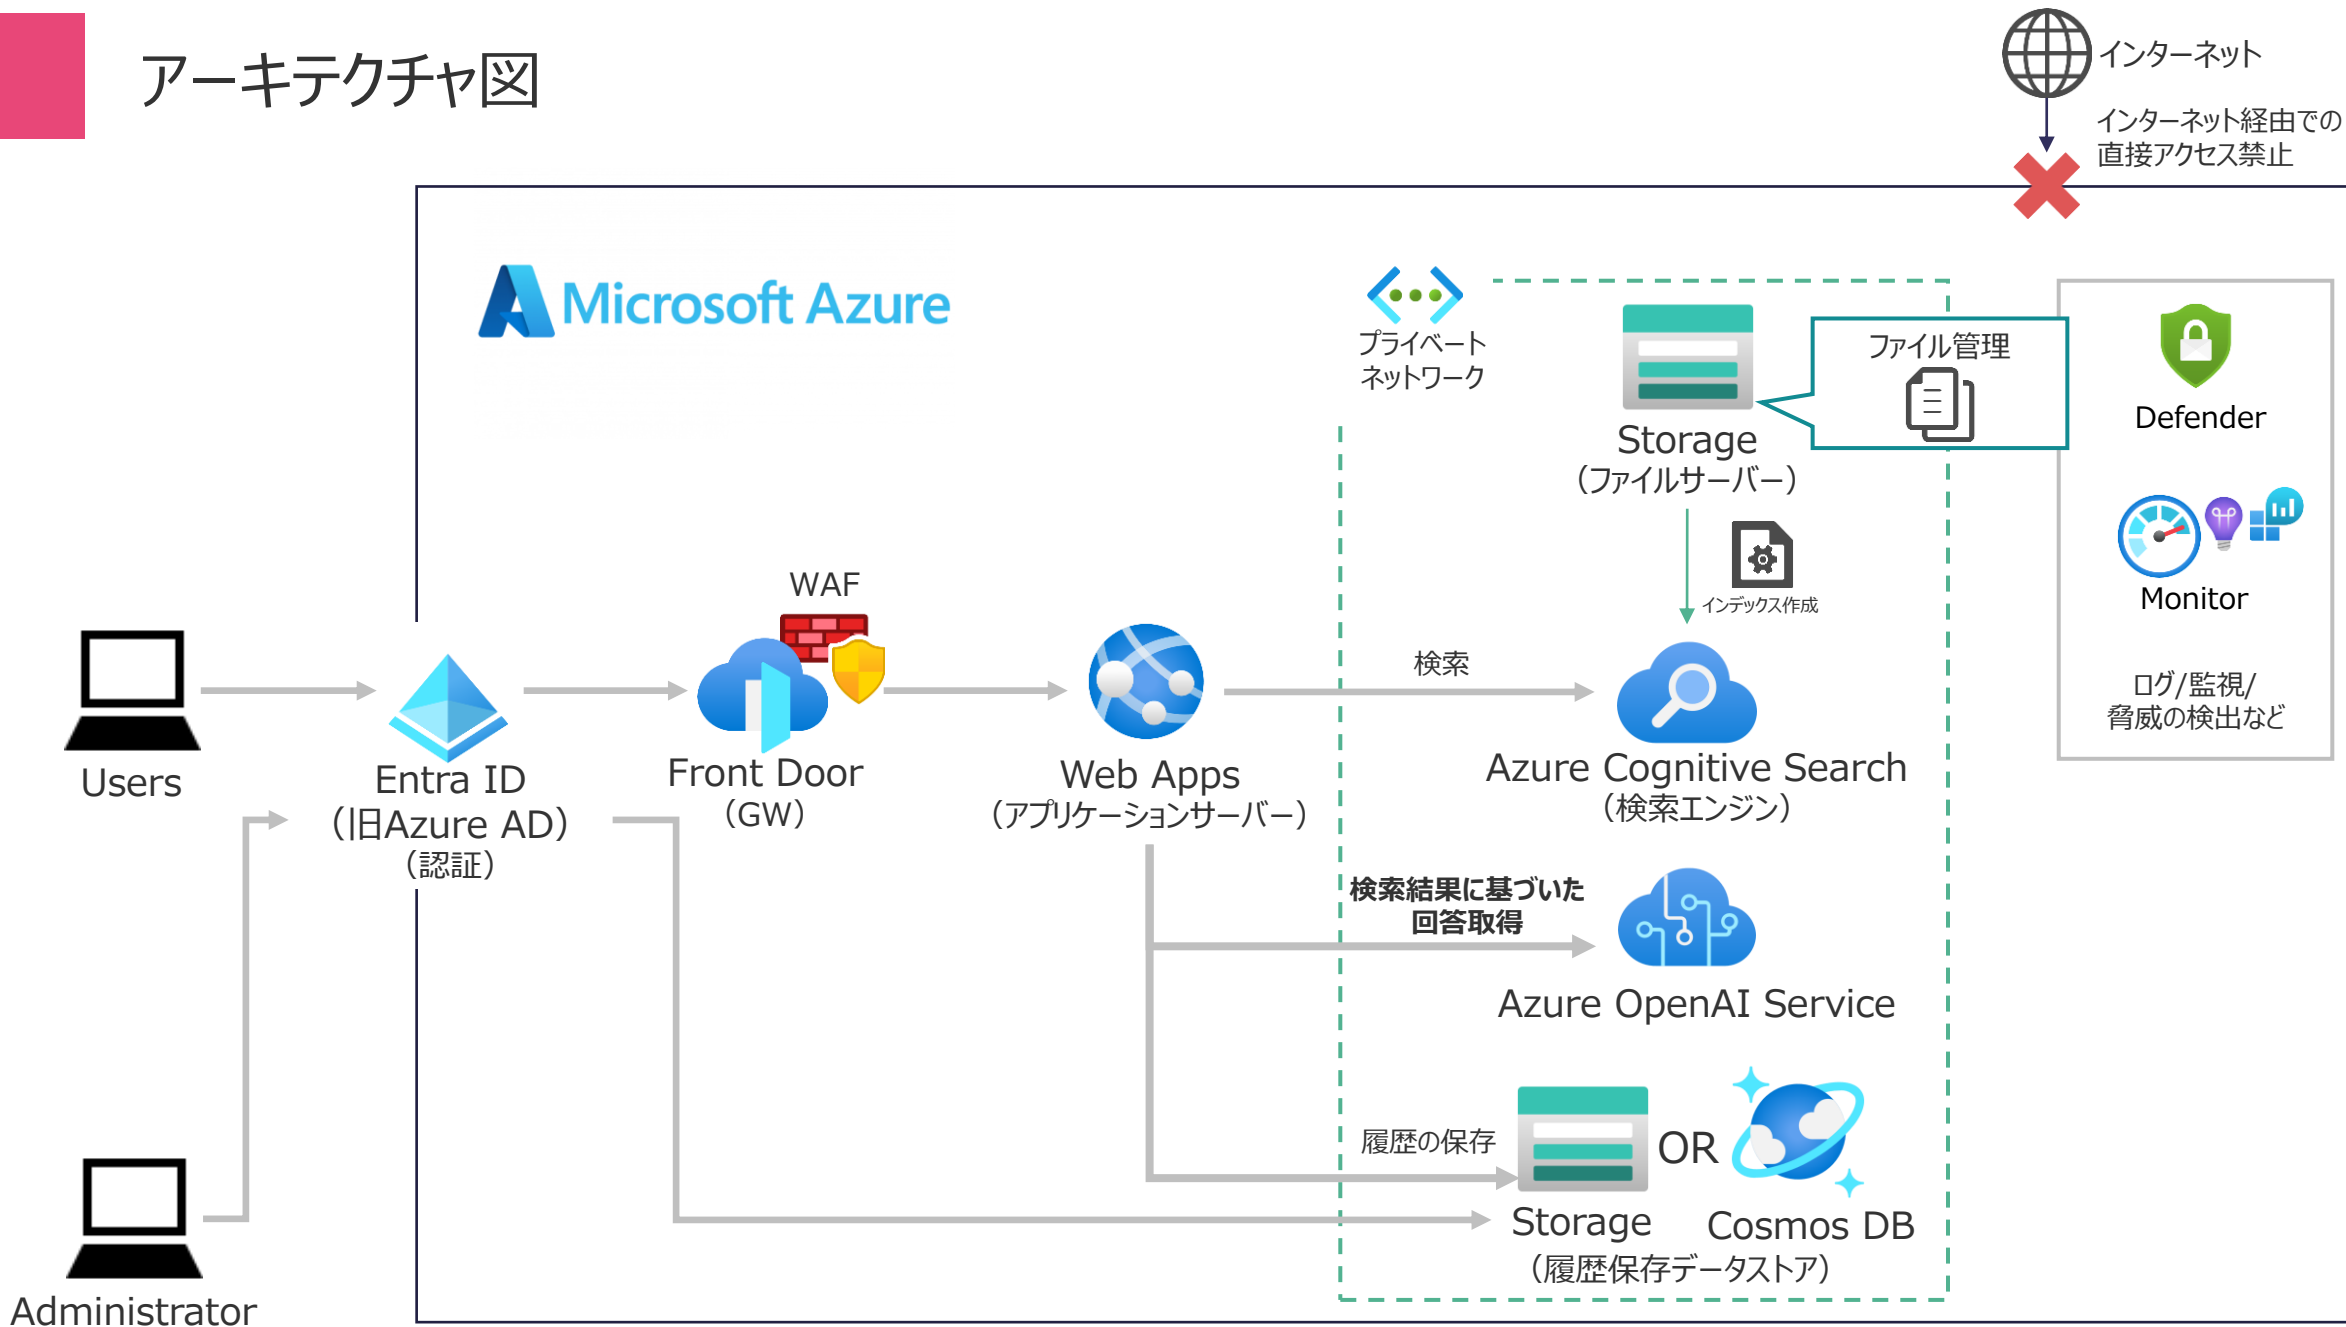 アーキテクチャ図
インターネット
インターネット経由での
直接アクセス禁止
Microsoft Azure
プライベート
ネットワーク
ファイル管理
Storage
（ファイルサーバー）
インデックス作成
Defender
Monitor
ログ/監視/
脅威の検出など
WAF
検索
Users
Entra ID
（旧Azure AD）
（認証）
Front Door
（GW）
Web Apps
（アプリケーションサーバー）
Azure Cognitive Search
（検索エンジン）
検索結果に基づいた
回答取得
Azure OpenAI Service
履歴の保存
OR
Storage
Cosmos DB
（履歴保存データストア）
Administrator